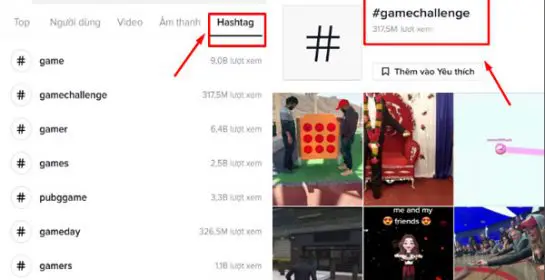 Top Người dùng Video Âm thanh Hashtag
# game 9,0B lượt xem
# gamechallenge 317,5M lượt xem
# gamer 6,4B lượt xem
# games 2,5B lượt xem
# pubggame 3,3B lượt xem
# gameday 326,5M lượt xem
# gamers 1,1B lượt xem
#
#gamechallenge
317,5M lượt xem
Thêm vào Yêu thích
me and my
friends